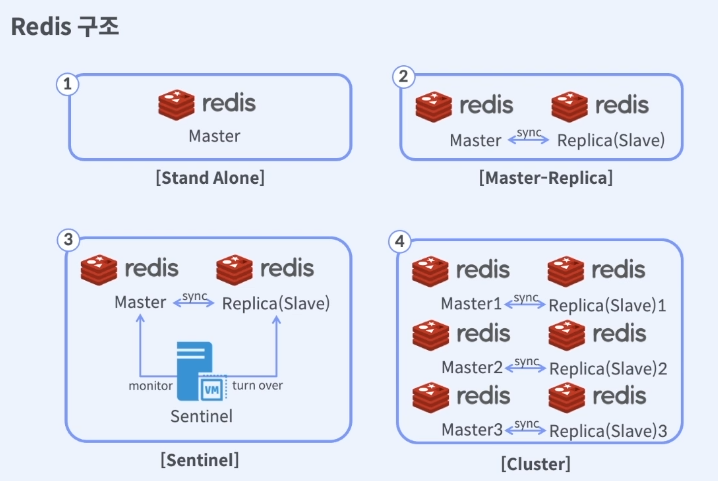 Redis 구조
1
redis
Master
[Stand Alone]
2
redis
redis
Master
sync
Replica(Slave)
[Master-Replica]
3
redis
redis
Master
sync
Replica(Slave)
monitor
VM
turn over
Sentinel
[Sentinel]
4
redis
redis
Master1
sync
Replica(Slave)1
redis
redis
Master2
sync
Replica(Slave)2
redis
redis
Master3
sync
Replica(Slave)3
[Cluster]